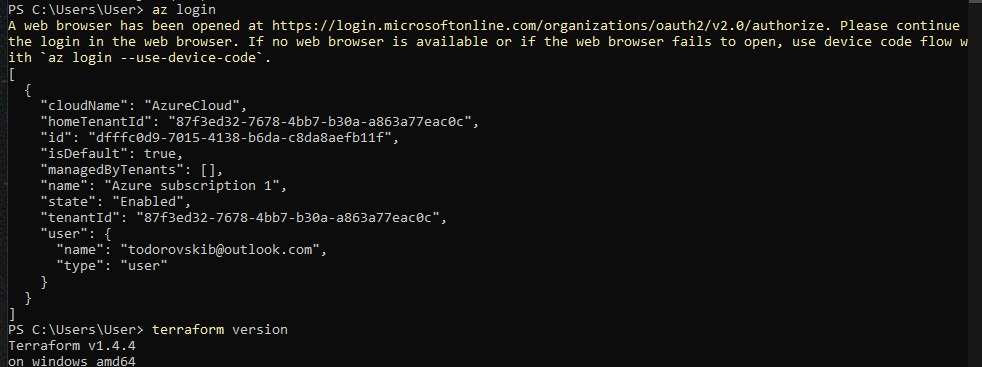 PS C:\Users\User> az login
A web browser has been opened at https://login.microsoftonline.com/organizations/oauth2/v2.0/authorize. Please continue
the login in the web browser. If no web browser is available or if the web browser fails to open, use device code flow w
ith `az login --use-device-code`.
[
  {
    "cloudName": "AzureCloud",
    "homeTenantId": "87f3ed32-7678-4bb7-b30a-a863a77eac0c",
    "id": "dfffc0d9-7015-4138-b6da-c8da8aefb11f",
    "isDefault": true,
    "managedByTenants": [],
    "name": "Azure subscription 1",
    "state": "Enabled",
    "tenantId": "87f3ed32-7678-4bb7-b30a-a863a77eac0c",
    "user": {
      "name": "todorovskib@outlook.com",
      "type": "user"
    }
  }
]
PS C:\Users\User> terraform version
Terraform v1.4.4
on windows amd64